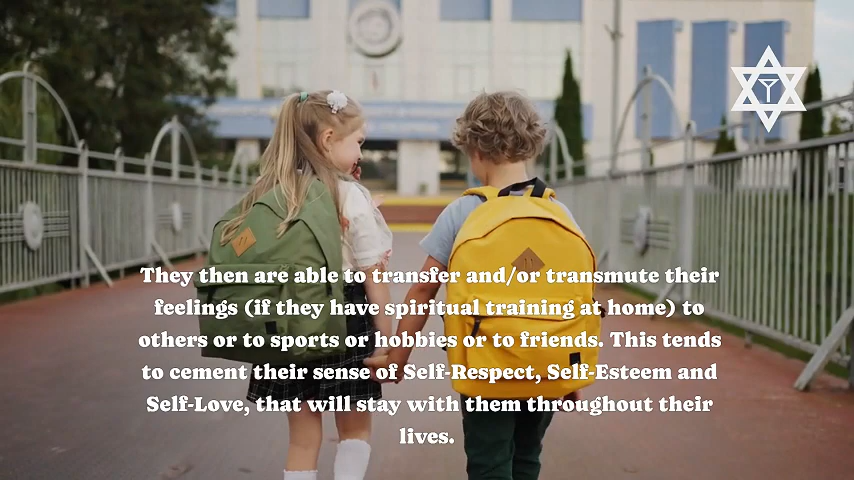 They then are able to transfer and/or transmute their
feelings (if they have spiritual training at home) to
others or to sports or hobbies or to friends. This tends
to cement their sense of Self-Respect, Self-Esteem and
Self-Love, that will stay with them throughout their
lives.